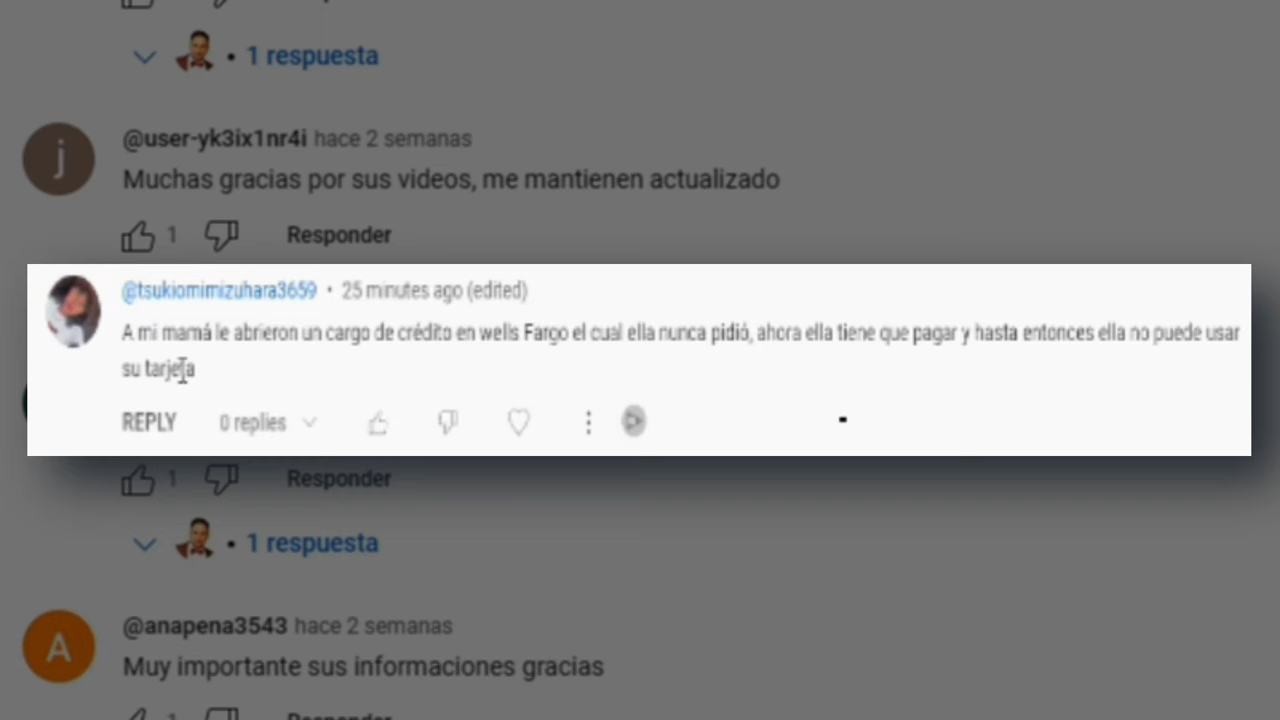 • 1 respuesta
j
@user-yk3ix1nr4i hace 2 semanas
Muchas gracias por sus videos, me mantienen actualizado
1 Responder
@tsukiomimizuhara3659 • 25 minutes ago (edited)
A mi mamá le abrieron un cargo de crédito en wells Fargo el cual ella nunca pidió, ahora ella tiene que pagar y hasta entonces ella no puede usar
su tarjeta
REPLY 0 replies
1 Responder
• 1 respuesta
A
@anapena3543 hace 2 semanas
Muy importante sus informaciones gracias
1 Responder